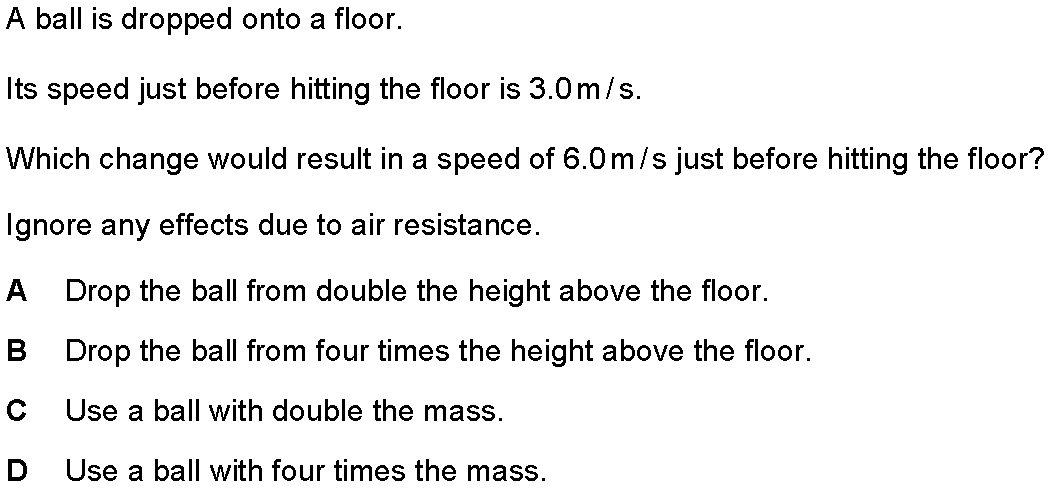 A ball is dropped onto a floor.
Its speed just before hitting the floor is 3.0 m / s.
Which change would result in a speed of 6.0 m / s just before hitting the floor?
Ignore any effects due to air resistance.
A Drop the ball from double the height above the floor.
B Drop the ball from four times the height above the floor.
C Use a ball with double the mass.
D Use a ball with four times the mass.